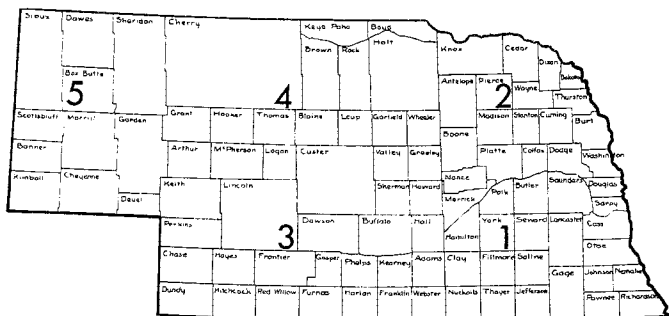 Sioux Dawes Sheridan Cherry Keya Paha Boyd
Brown Rock Holt Knox Cedar Dixon Dakota
Box Butte Antelope Pierce Wayne Thurston
5 4 2
Scottsbluff Morrill Garden Grant Hooker Thomas Blaine Loup Garfield Wheeler Madison Stanton Cuming Burt
Boone
Banner Arthur McPherson Logan Custer Valley Greeley Platte Colfax Dodge Washington
Kimball Cheyenne Keith Lincoln Sherman Howard Nance Merrick Polk Butler Saunders Douglas
Deuel Sarpy
Perkins Dawson Buffalo Hall Hamilton York Seward Lancaster Cass
Otoe
3 1
Chase Hayes Frontier Gosper Phelps Kearney Adams Clay Fillmore Saline Gage Johnson Nemaha
Dundy Hitchcock Red Willow Furnas Harlan Franklin Webster Nuckolls Thayer Jefferson Pawnee Richardson